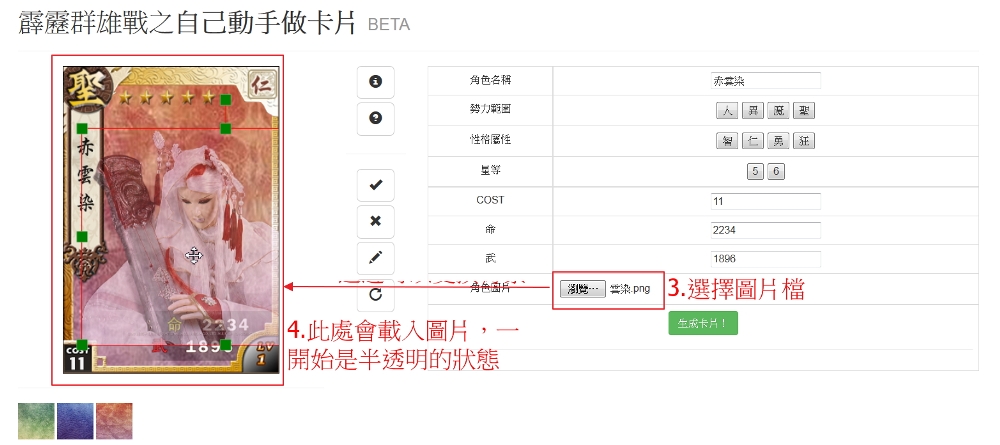 霹靂群雄戰之自己動手做卡片 BETA
聖
仁
赤雲染
命 2234
1896
COST
11
LV
1
角色名稱 赤雲染
勢力範圍 人 異 魔 聖
性格屬性 智 仁 勇 狂
星等 5 6
COST 11
命 2234
武 1896
角色圖片 瀏覽… 雲染.png
3.選擇圖片檔
生成卡片！
4.此處會載入圖片，一
開始是半透明的狀態